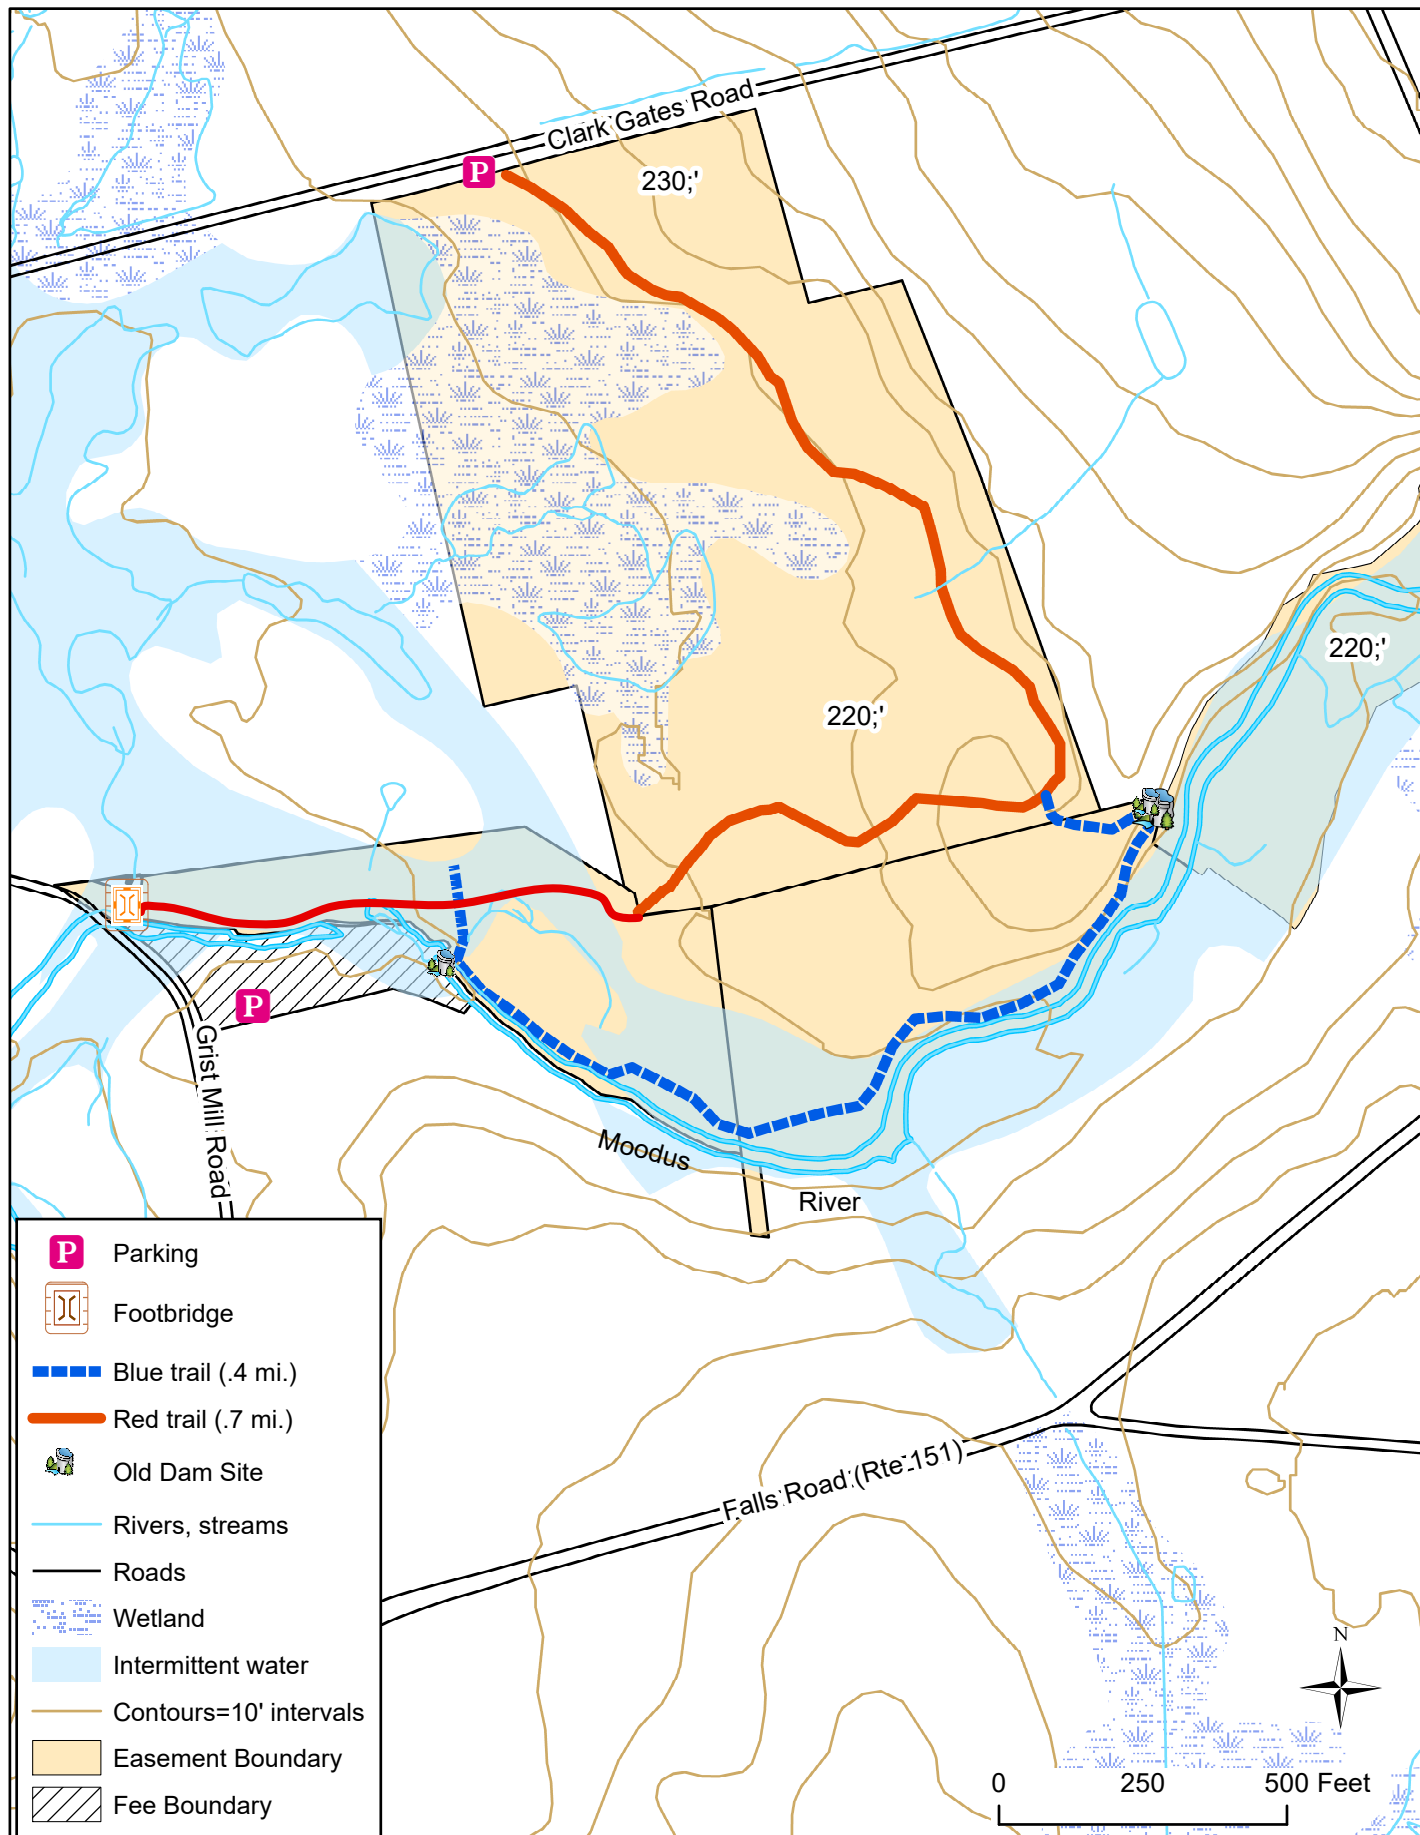 Clark Gates Road
P
230;'
220;'
220;'
P
Grist Mill Road
Moodus
River
P Parking
Footbridge
Blue trail (.4 mi.)
Red trail (.7 mi.)
Old Dam Site
Rivers, streams
Roads
Wetland
Intermittent water
Contours=10' intervals
Easement Boundary
Fee Boundary
Falls Road (Rte 151)
N
0 250 500 Feet